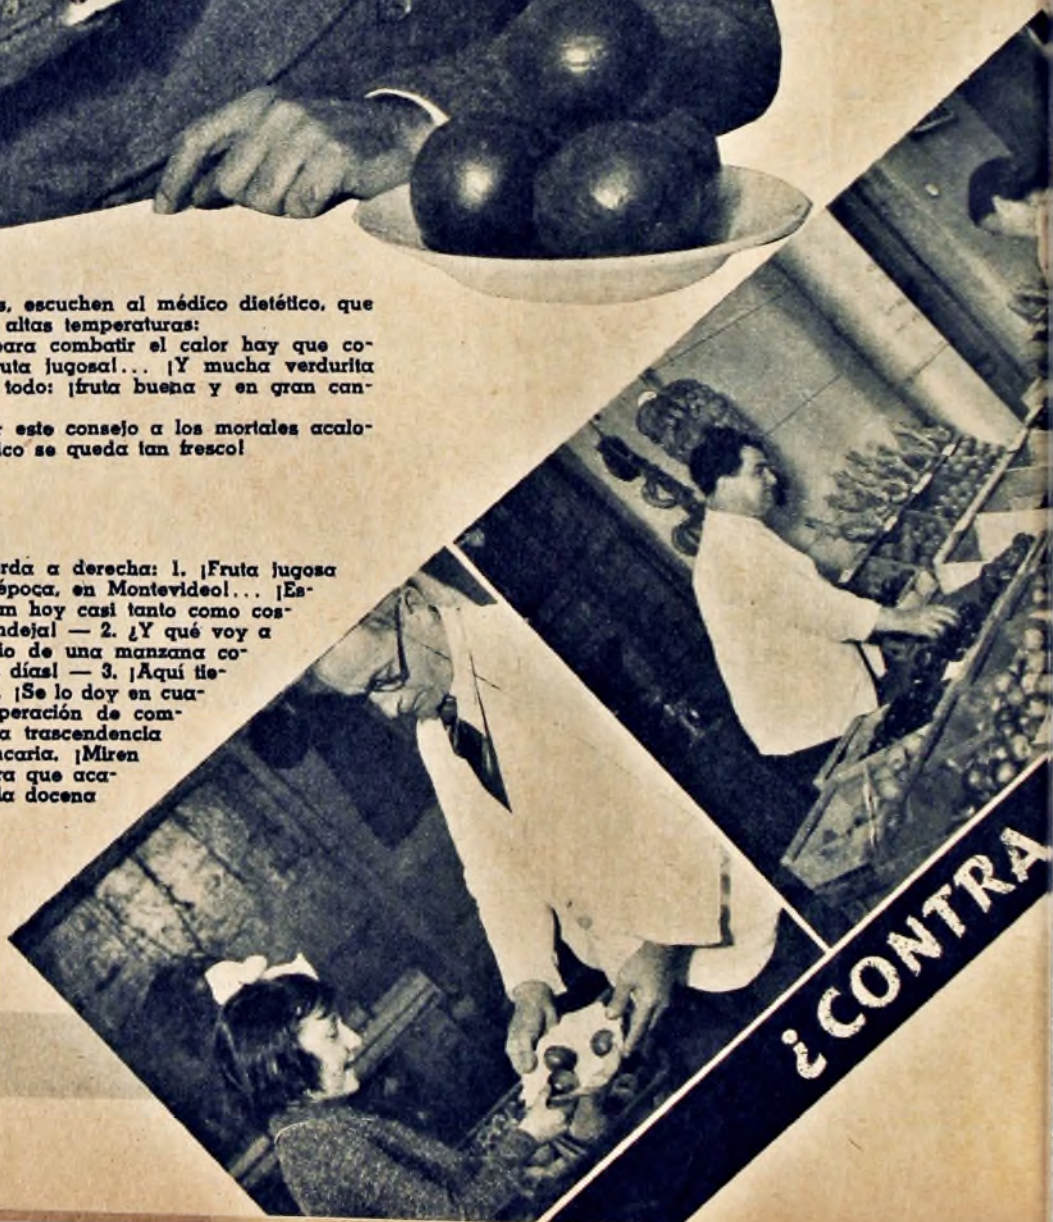 s, escuchen al médico dietético, que
altas temperaturas:
para combatir el calor hay que co-
ruta jugosa!... ¡Y mucha verdurita
todo: ¡fruta buena y en gran can-
r este consejo a los mortales acalo-
ico se queda tan fresco!
rda a derecha: 1. ¡Fruta jugosa
época, en Montevideo!... ¡Es-
m hoy casi tanto como cos-
ndeja! — 2. ¿Y qué voy a
io de una manzana co-
días! — 3. ¡Aquí tie-
. ¡Se lo doy en cua-
peración de com-
a trascendencia
ncaria. ¡Miren
ra que aca-
la docena
¿CONTRA